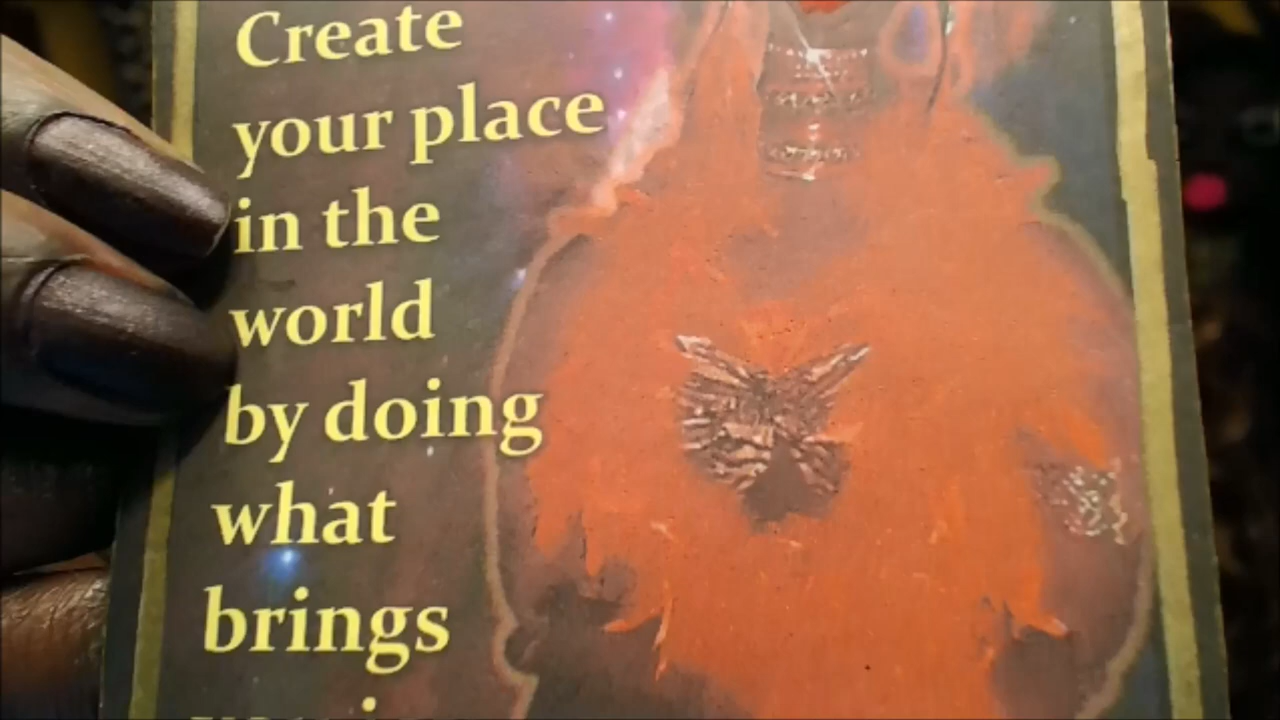 Create
your place
in the
world
by doing
what
brings